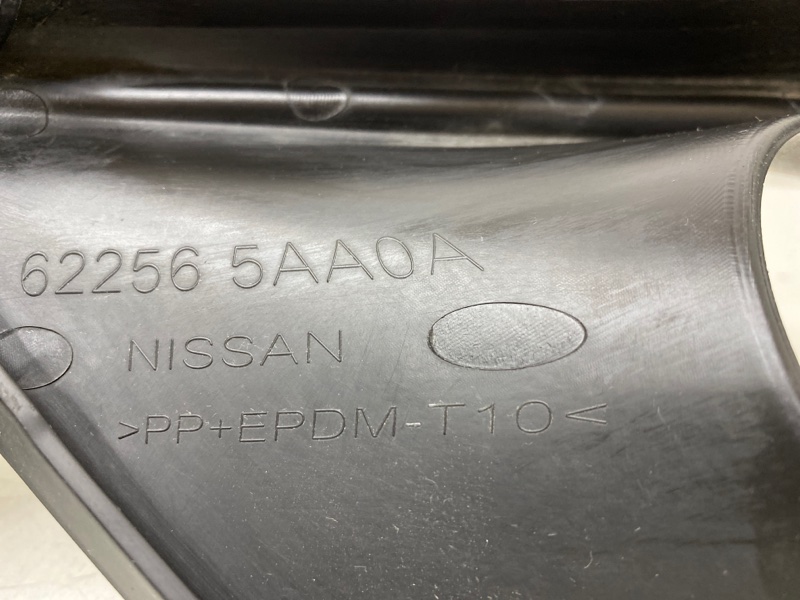 62256 5AA0A
NISSAN
>PP+EPDM-T10<